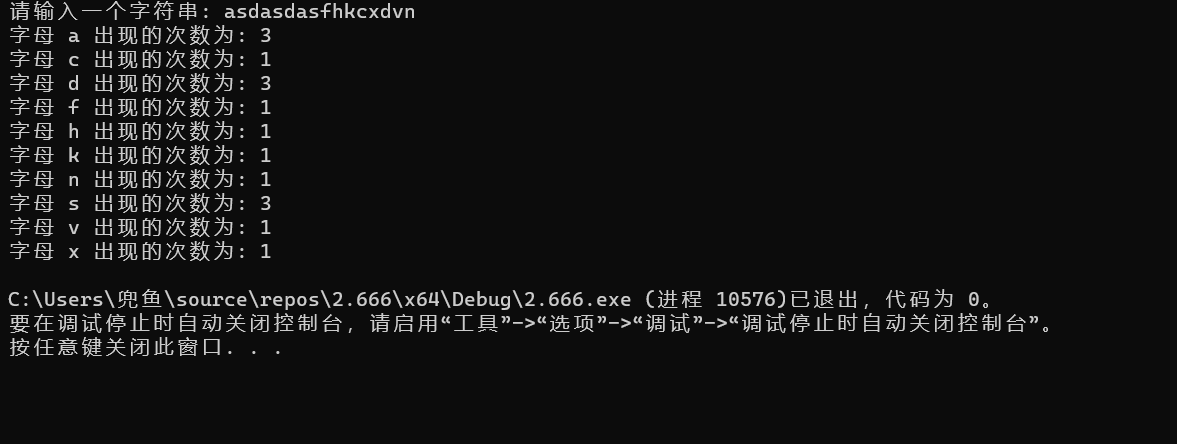 请输入一个字符串: asdasdasfhkcxdvn
字母 a 出现的次数为: 3
字母 c 出现的次数为: 1
字母 d 出现的次数为: 3
字母 f 出现的次数为: 1
字母 h 出现的次数为: 1
字母 k 出现的次数为: 1
字母 n 出现的次数为: 1
字母 s 出现的次数为: 3
字母 v 出现的次数为: 1
字母 x 出现的次数为: 1
C:\Users\兜鱼\source\repos\2.666\x64\Debug\2.666.exe (进程 10576)已退出，代码为 0。
要在调试停止时自动关闭控制台，请启用“工具”->“选项”->“调试”->“调试停止时自动关闭控制台”。
按任意键关闭此窗口. . .